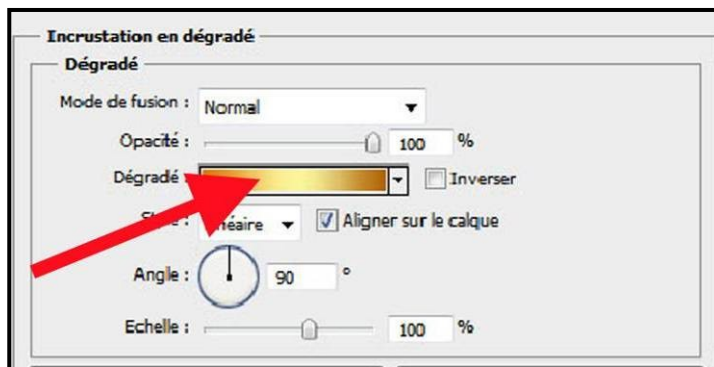 Incrustation en dégradé
Dégradé
Mode de fusion : Normal
Opacité : 100 %
Dégradé : Inverser
Aligner sur le calque
Angle : 90 °
Echelle : 100 %